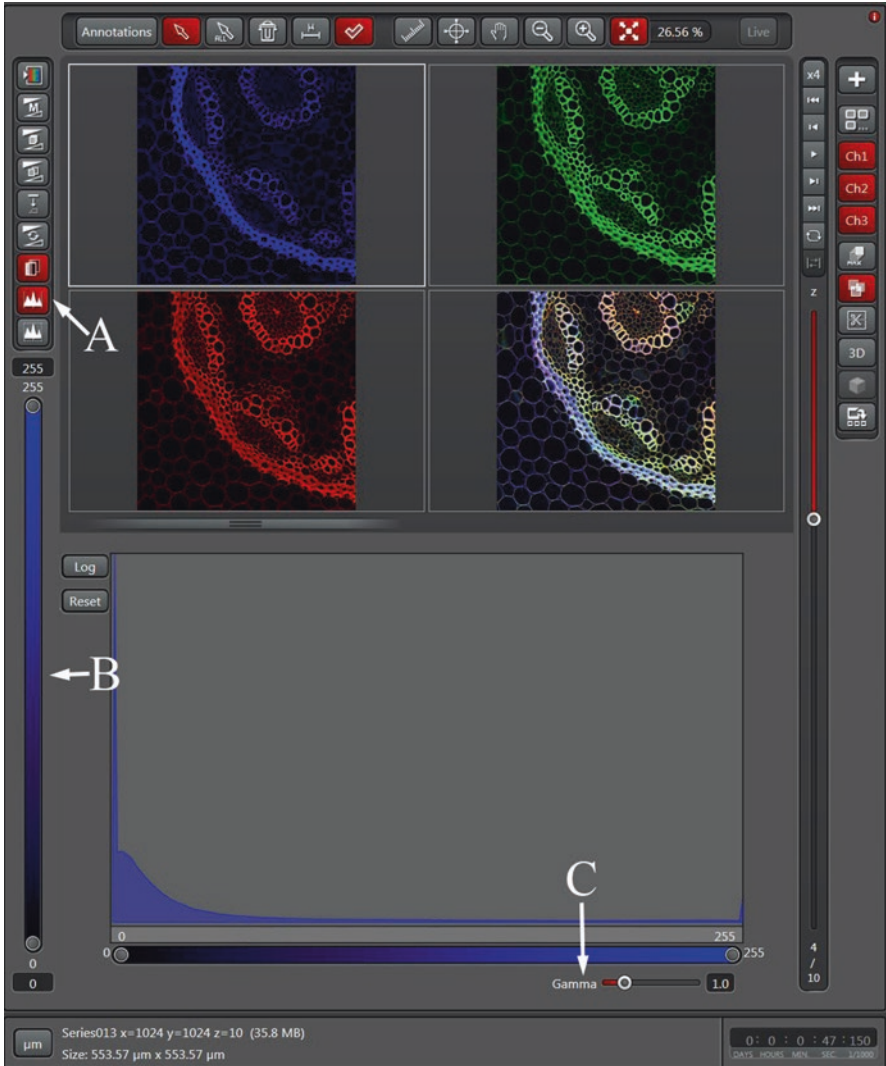 Annotations ALL H 26.56 % Live
M
x4
z
Ch1
Ch2
Ch3
MAX
3D
A
255
255
Log
Reset
B
C
0 255
0 255
Gamma 1.0
0
0
4
/
10
µm
Series013 x=1024 y=1024 z=10 (35.8 MB)
Size: 553.57 µm x 553.57 µm
0: 0 : 0 : 47 : 150
DAYS HOURS MIN. SEC. 1/1000